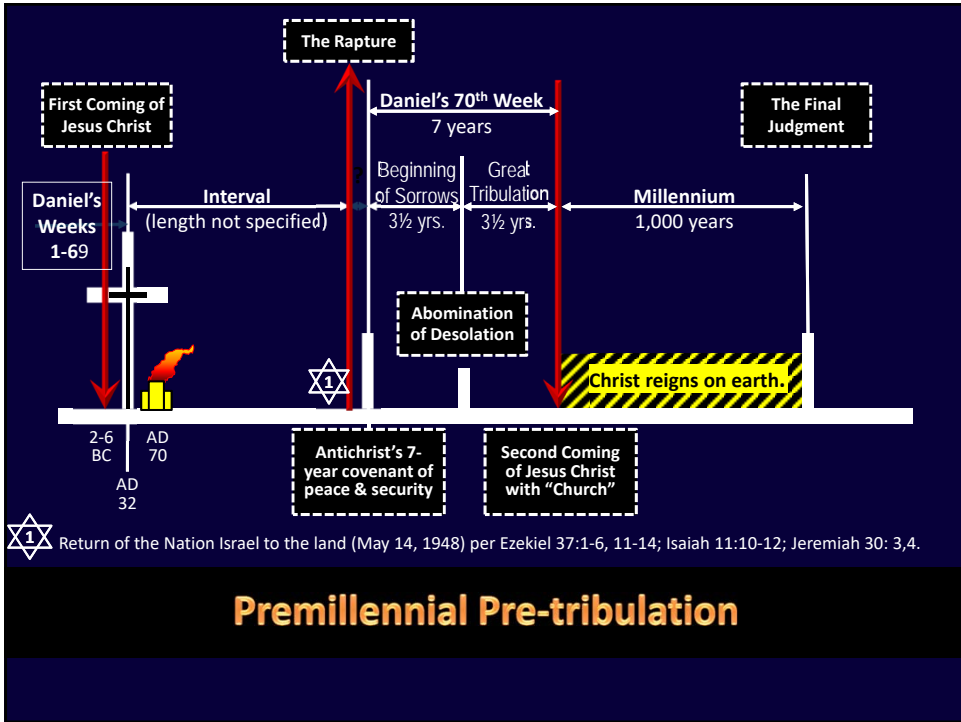 The Rapture
First Coming of
Jesus Christ
Daniel's 70th Week
7 years
The Final
Judgment
Daniel's
Weeks
1-69
Interval
(length not specified)
?
Beginning
of Sorrows
3½ yrs.
Great
Tribulation
3½ yrs.
Millennium
1,000 years
Abomination
of Desolation
1
Christ reigns on earth.
2-6
BC
AD
70
AD
32
Antichrist's 7-
year covenant of
peace & security
Second Coming
of Jesus Christ
with "Church"
1 Return of the Nation Israel to the land (May 14, 1948) per Ezekiel 37:1-6, 11-14; Isaiah 11:10-12; Jeremiah 30: 3,4.
Premillennial Pre-tribulation